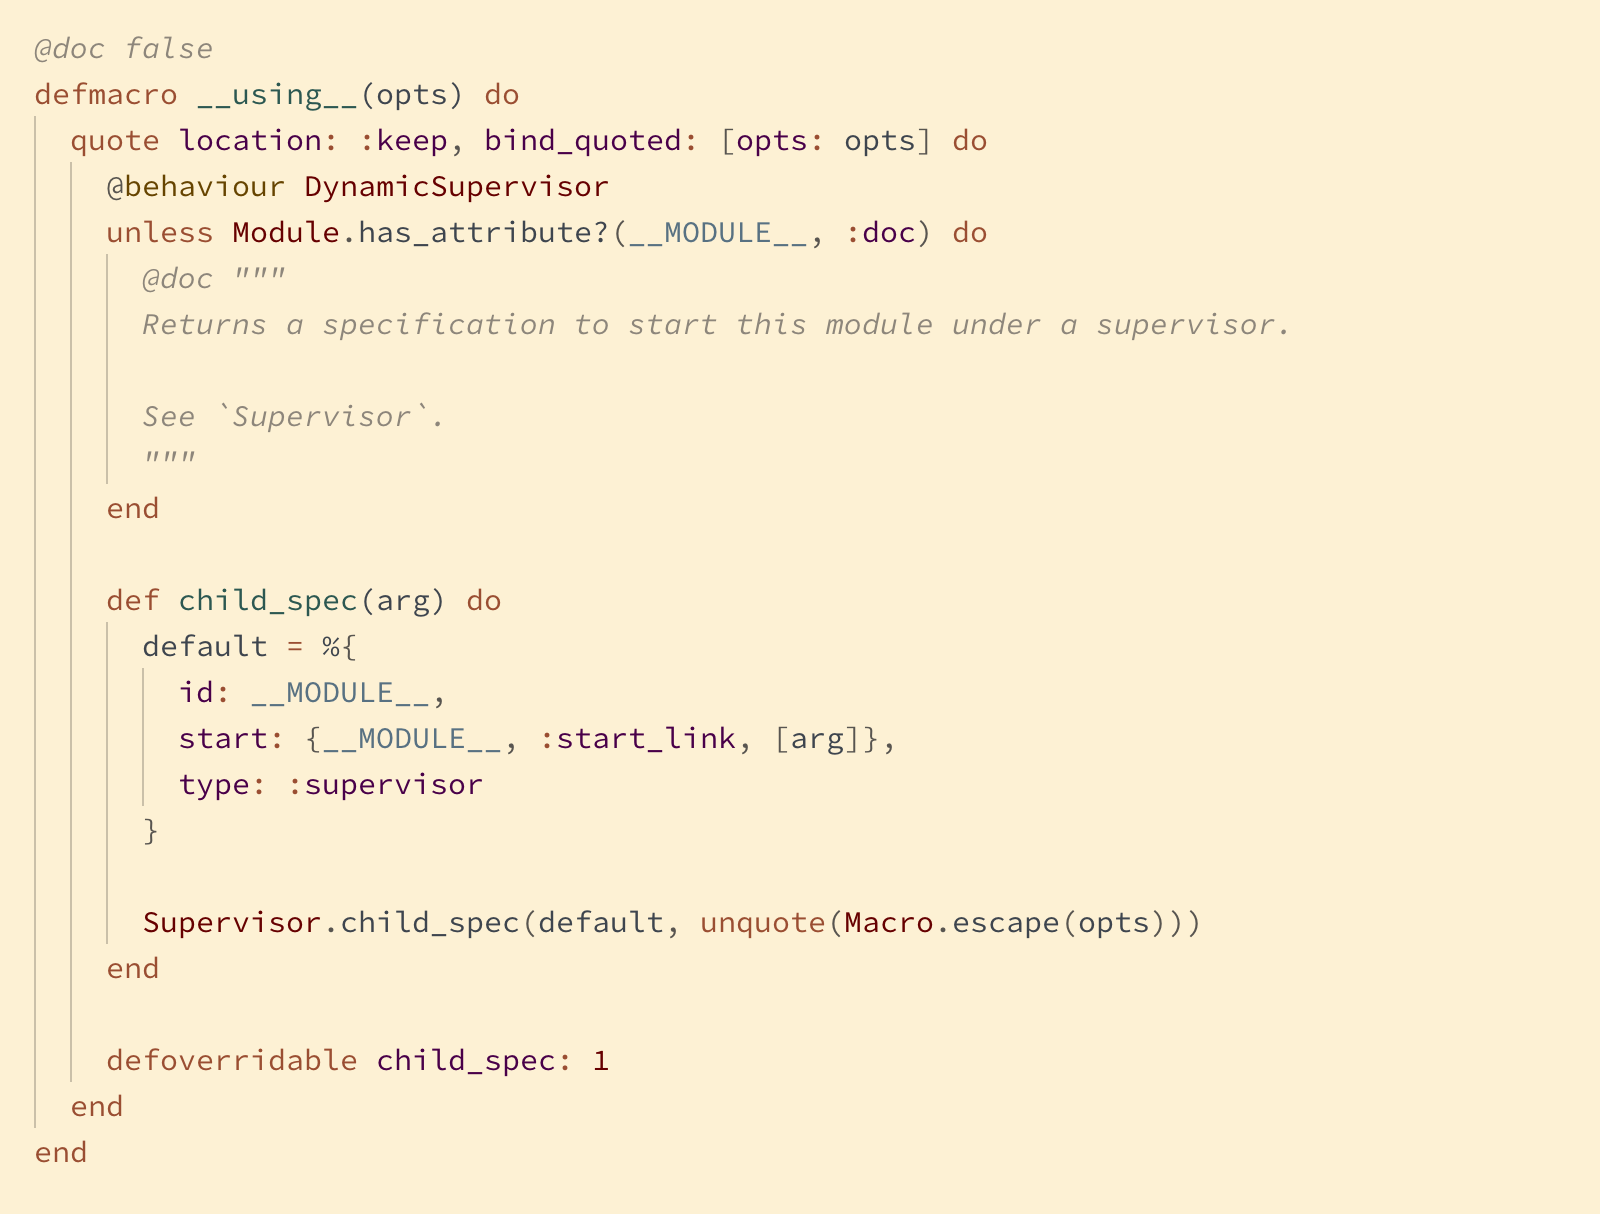 @doc false
defmacro __using__(opts) do
  quote location: :keep, bind_quoted: [opts: opts] do
    @behaviour DynamicSupervisor
    unless Module.has_attribute?(__MODULE__, :doc) do
      @doc """
      Returns a specification to start this module under a supervisor.

      See `Supervisor`.
      """
    end

    def child_spec(arg) do
      default = %{
        id: __MODULE__,
        start: {__MODULE__, :start_link, [arg]},
        type: :supervisor
      }

      Supervisor.child_spec(default, unquote(Macro.escape(opts)))
    end

    defoverridable child_spec: 1
  end
end